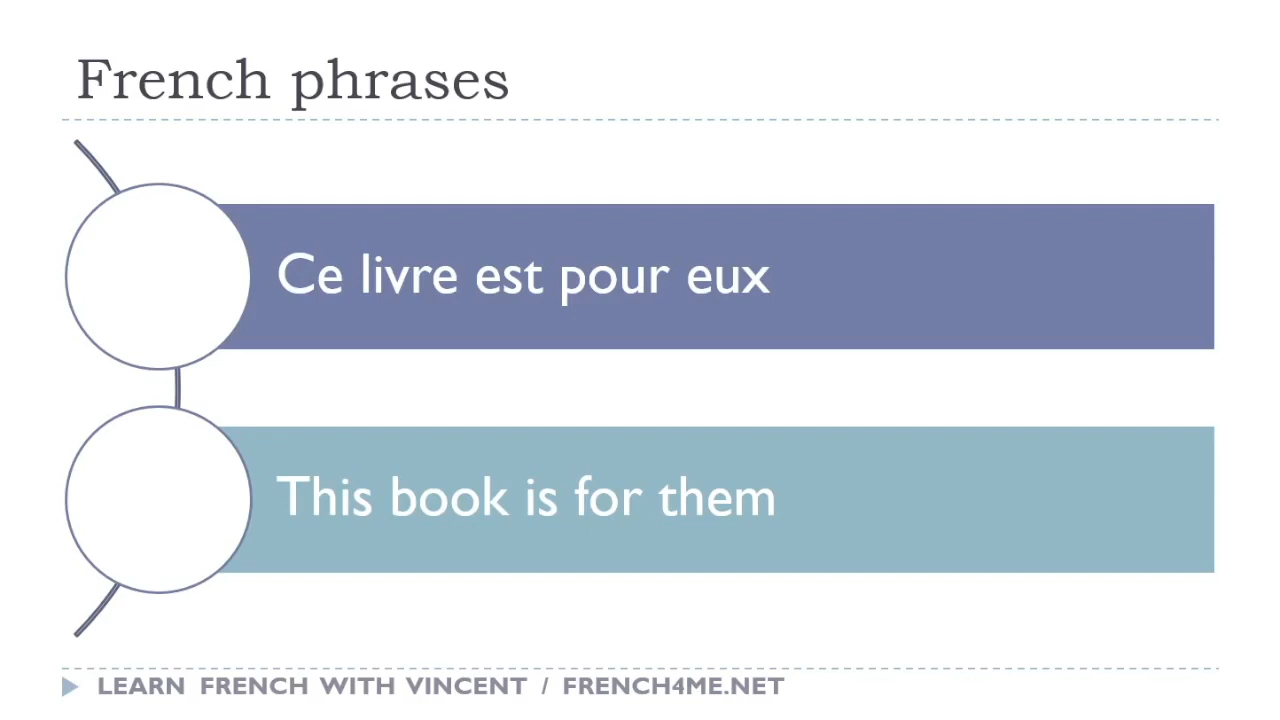 French phrases
Ce livre est pour eux
This book is for them
LEARN FRENCH WITH VINCENT / FRENCH4ME.NET